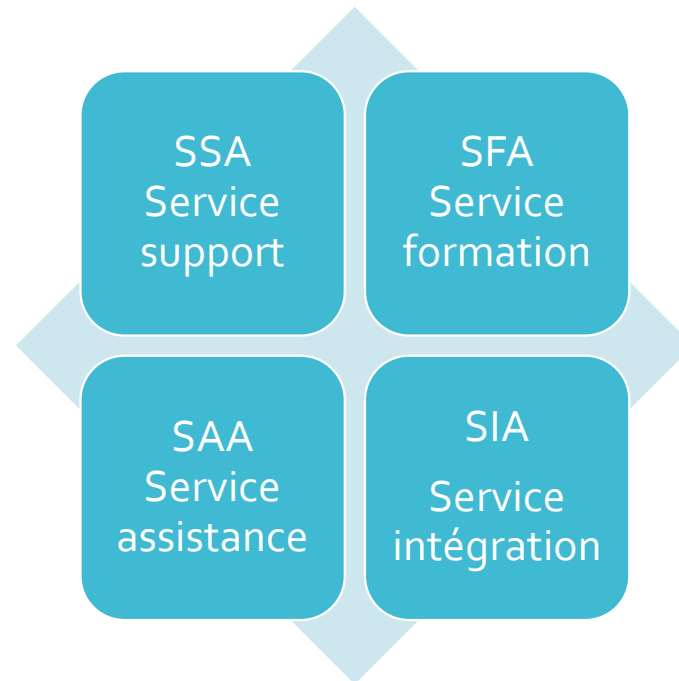 SSA
Service
support
SFA
Service
formation
SAA
Service
assistance
SIA
Service
intégration